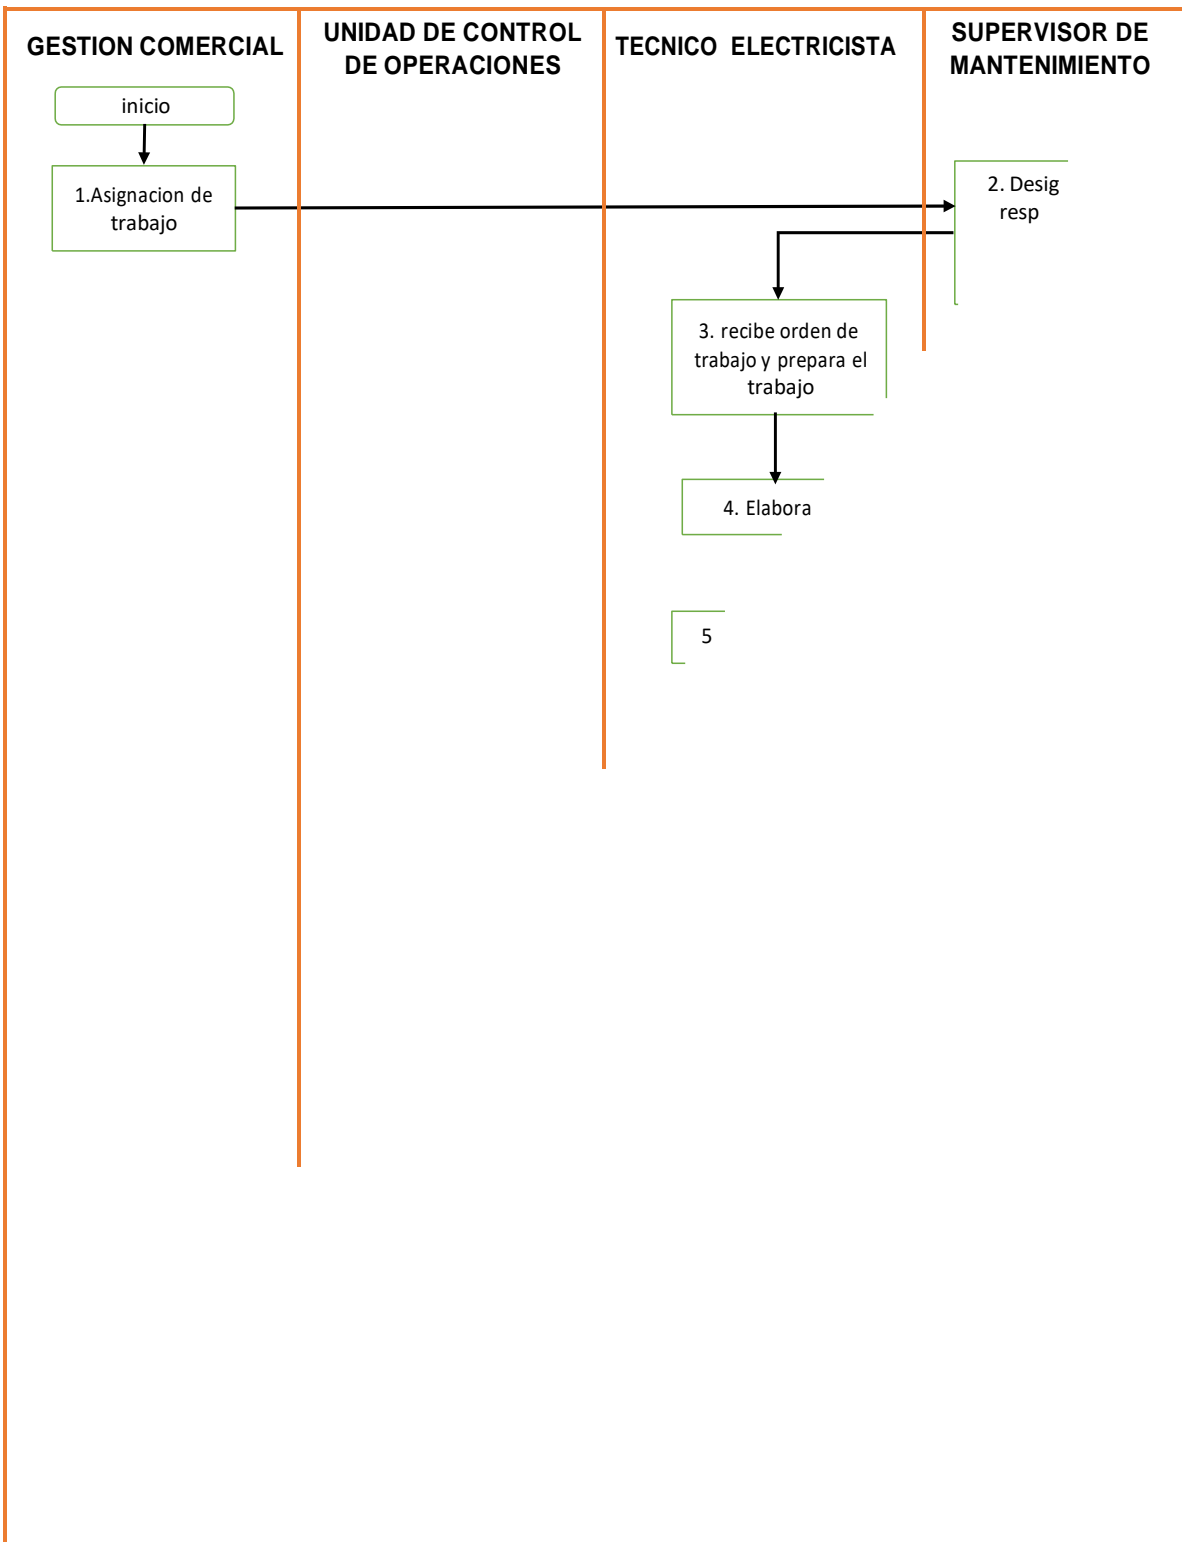 GESTION COMERCIAL
UNIDAD DE CONTROL
DE OPERACIONES
TECNICO ELECTRICISTA
SUPERVISOR DE
MANTENIMIENTO
inicio
1.Asignacion de
trabajo
2. Desig
resp
3. recibe orden de
trabajo y prepara el
trabajo
4. Elabora
5